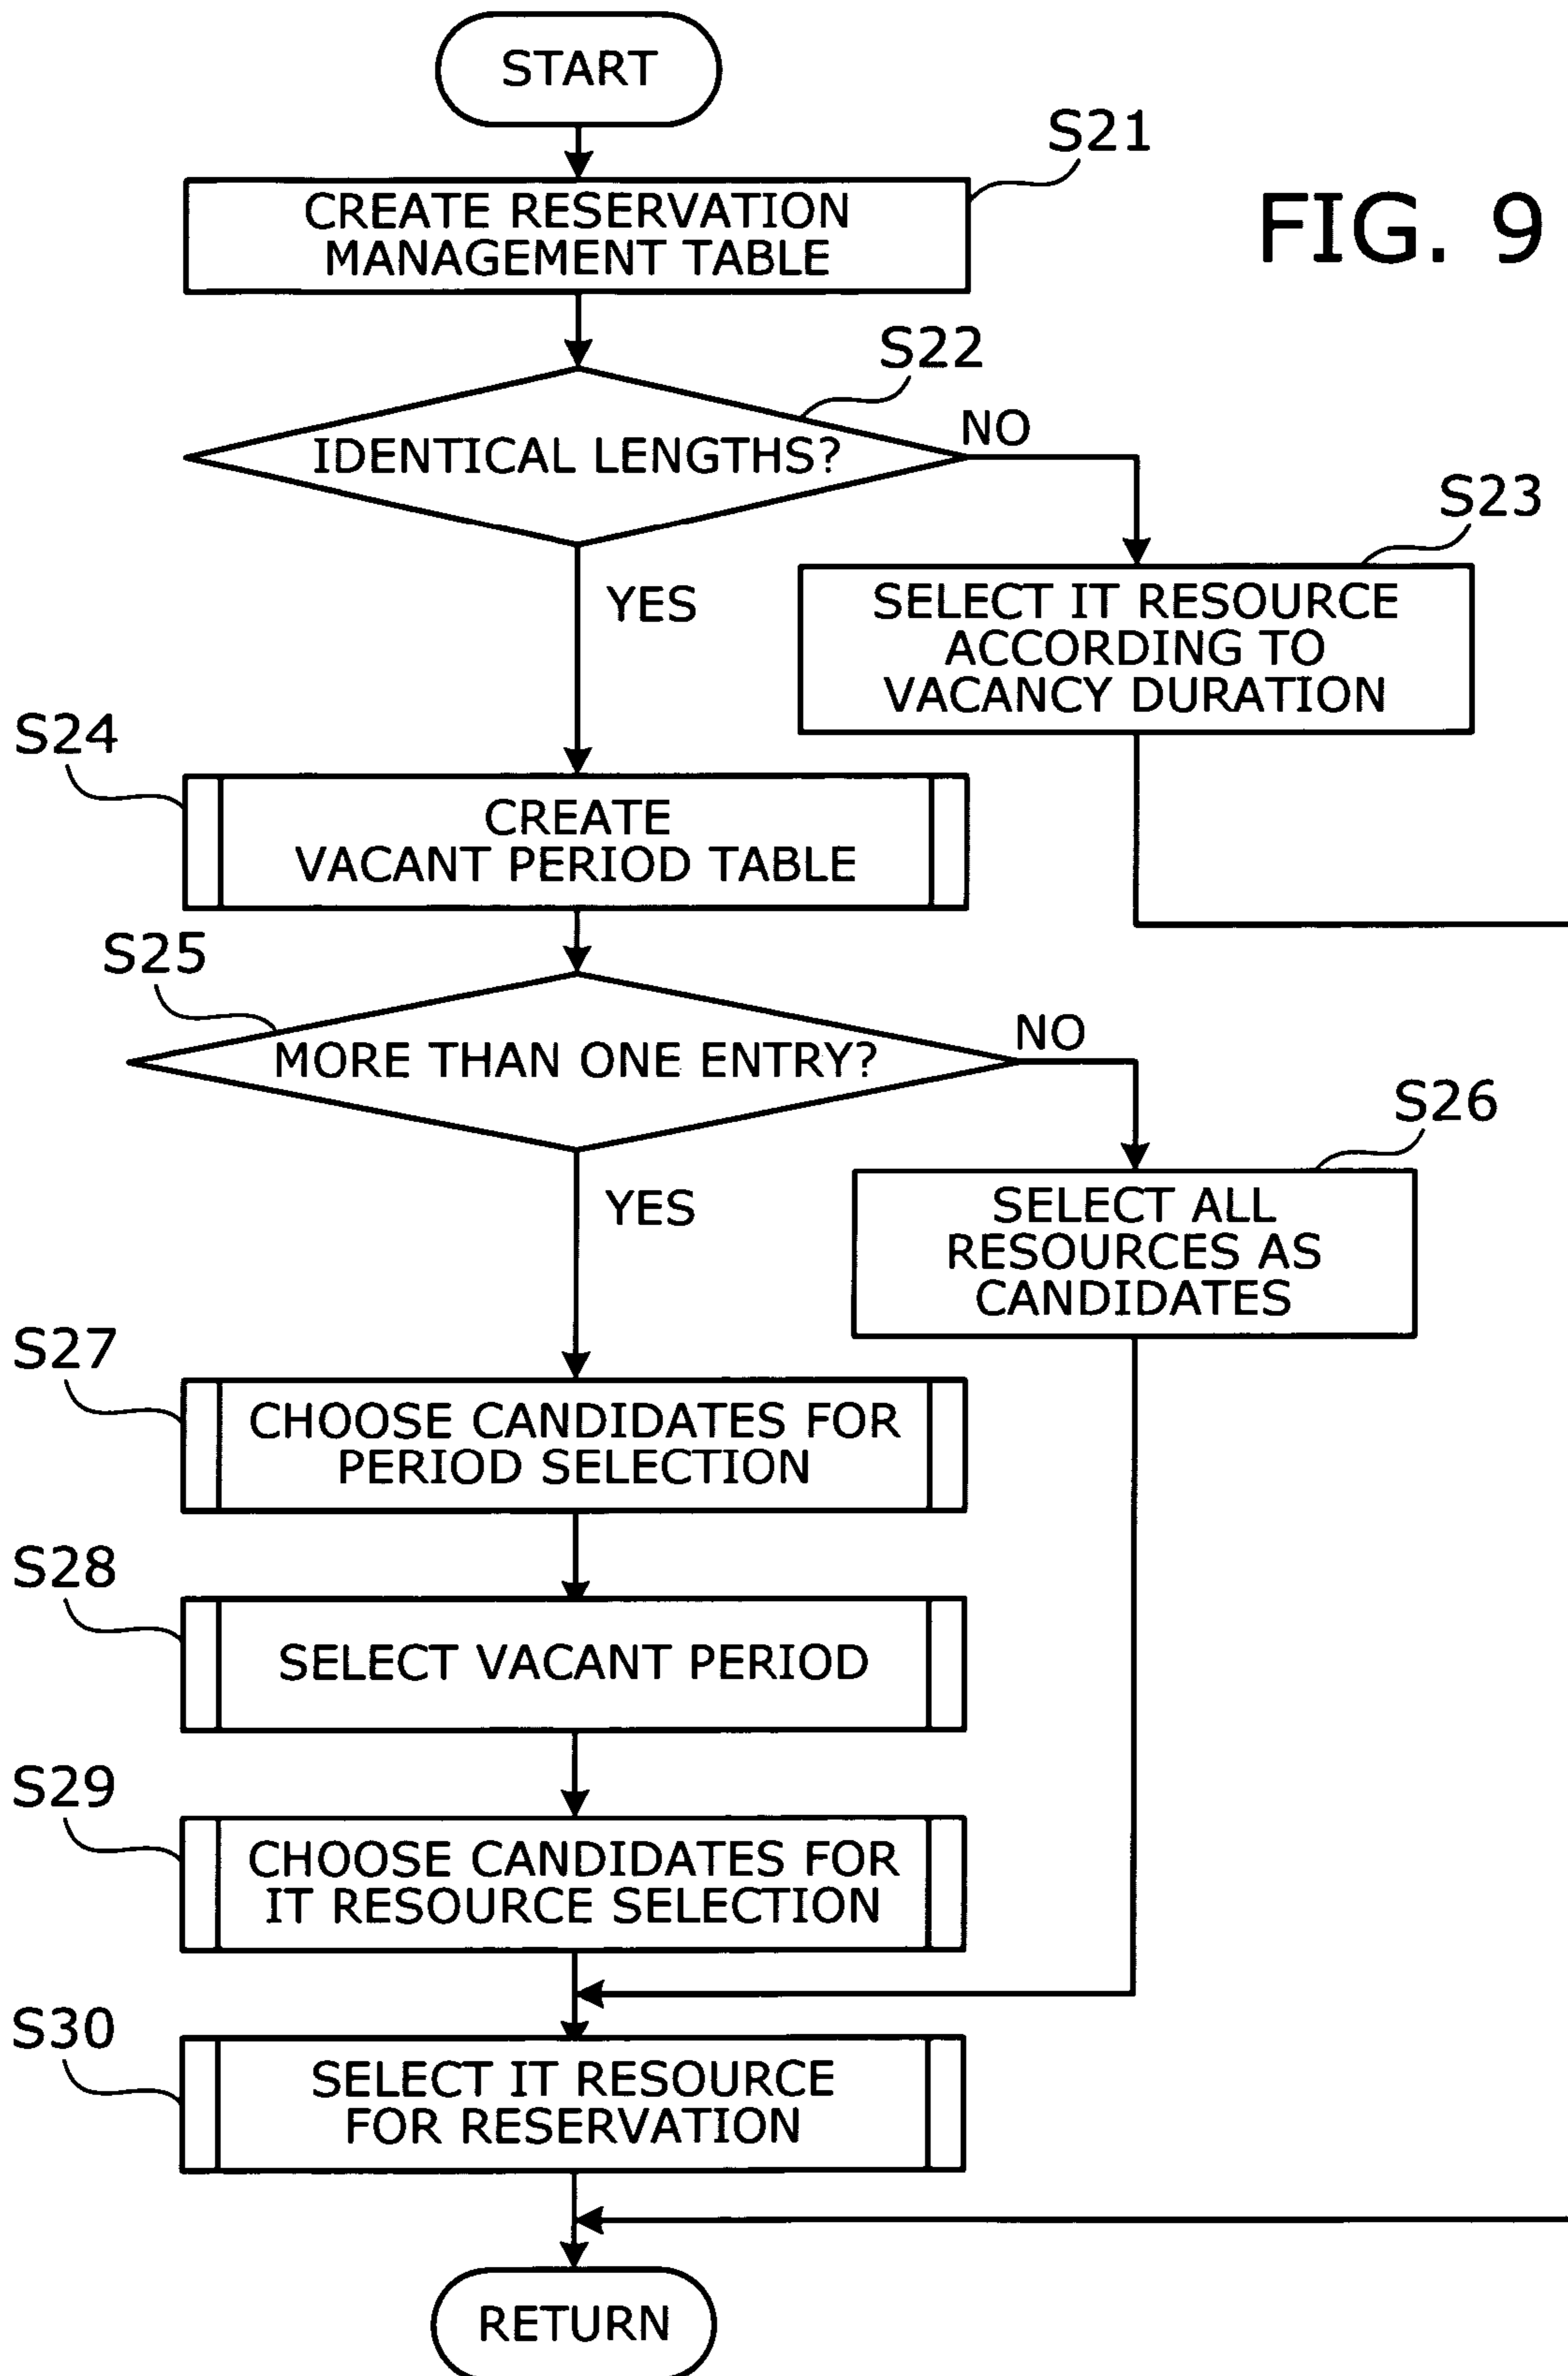 START
S21
CREATE RESERVATION
MANAGEMENT TABLE
FIG. 9
S22
IDENTICAL LENGTHS?
NO
YES
S23
SELECT IT RESOURCE
ACCORDING TO
VACANCY DURATION
S24
CREATE
VACANT PERIOD TABLE
S25
MORE THAN ONE ENTRY?
NO
YES
S26
SELECT ALL
RESOURCES AS
CANDIDATES
S27
CHOOSE CANDIDATES FOR
PERIOD SELECTION
S28
SELECT VACANT PERIOD
S29
CHOOSE CANDIDATES FOR
IT RESOURCE SELECTION
S30
SELECT IT RESOURCE
FOR RESERVATION
RETURN